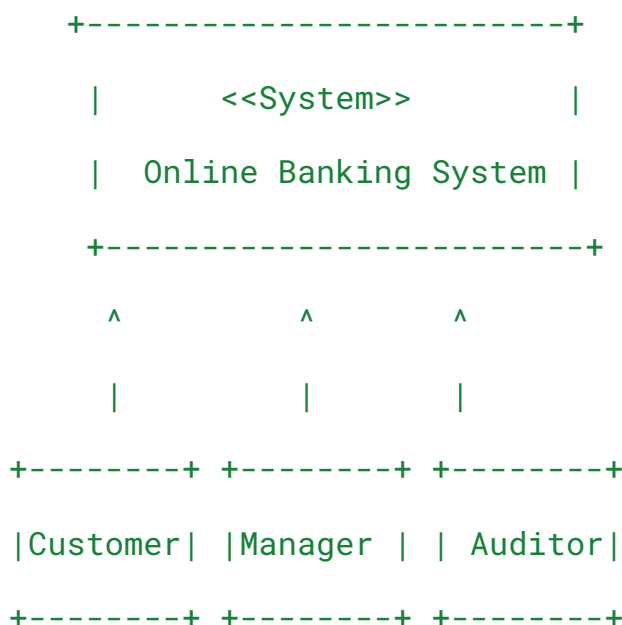 +-------------------------+
|      <<System>>        |
|  Online Banking System |
+-------------------------+
^         ^       ^
|         |       |
+--------+ +--------+ +--------+
|Customer| |Manager | | Auditor|
+--------+ +--------+ +--------+